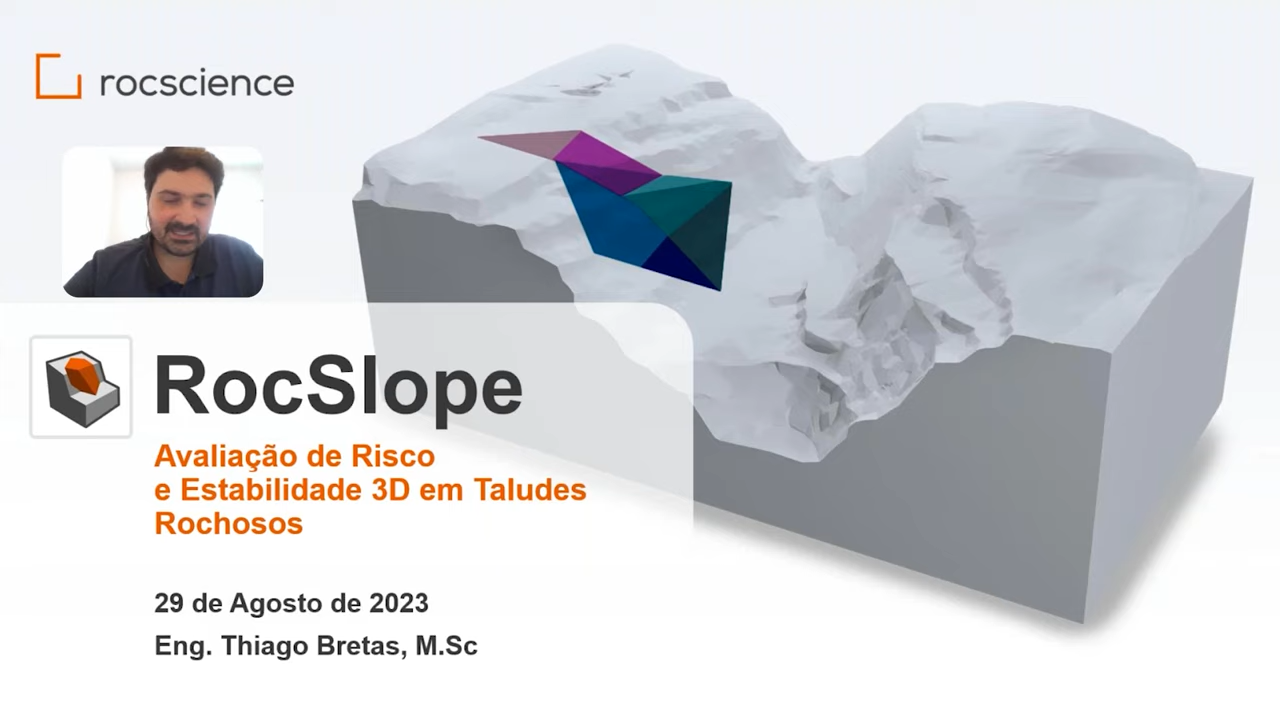 rocscience
RocSlope
Avaliação de Risco
e Estabilidade 3D em Taludes
Rochosos
29 de Agosto de 2023
Eng. Thiago Bretas, M.Sc